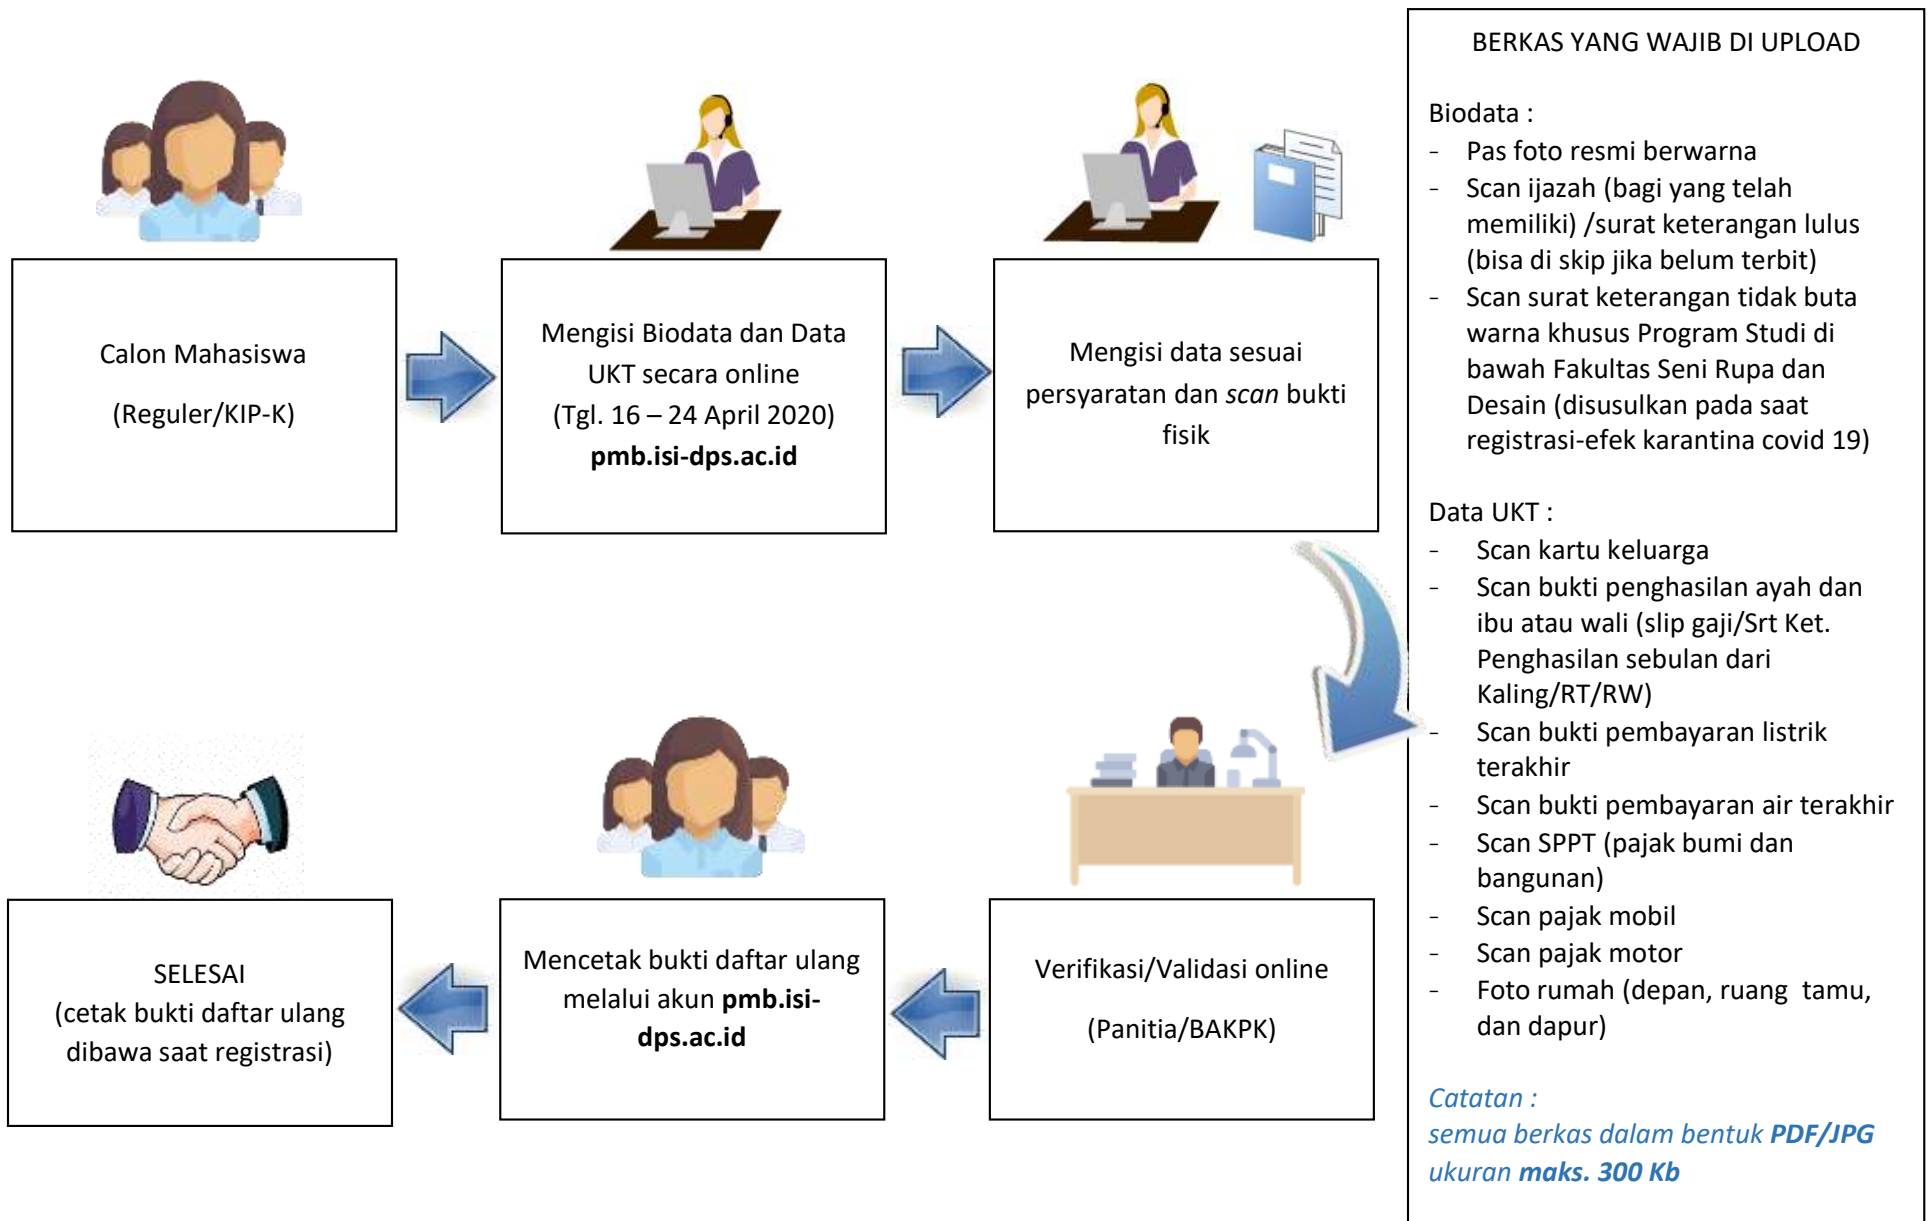 Calon Mahasiswa
(Reguler/KIP-K)
Mengisi Biodata dan Data
UKT secara online
(Tgl. 16 – 24 April 2020)
pmb.isi-dps.ac.id
Mengisi data sesuai
persyaratan dan scan bukti
fisik
BERKAS YANG WAJIB DI UPLOAD
Biodata :
- Pas foto resmi berwarna
- Scan ijazah (bagi yang telah
memiliki) /surat keterangan lulus
(bisa di skip jika belum terbit)
- Scan surat keterangan tidak buta
warna khusus Program Studi di
bawah Fakultas Seni Rupa dan
Desain (disusulkan pada saat
registrasi-efek karantina covid 19)
Data UKT :
- Scan kartu keluarga
- Scan bukti penghasilan ayah dan
ibu atau wali (slip gaji/Srt Ket.
Penghasilan sebulan dari
Kaling/RT/RW)
- Scan bukti pembayaran listrik
terakhir
- Scan bukti pembayaran air terakhir
- Scan SPPT (pajak bumi dan
bangunan)
- Scan pajak mobil
- Scan pajak motor
- Foto rumah (depan, ruang tamu,
dan dapur)
Catatan :
semua berkas dalam bentuk PDF/JPG
ukuran maks. 300 Kb
Verifikasi/Validasi online
(Panitia/BAKPK)
Mencetak bukti daftar ulang
melalui akun pmb.isi-
dps.ac.id
SELESAI
(cetak bukti daftar ulang
dibawa saat registrasi)